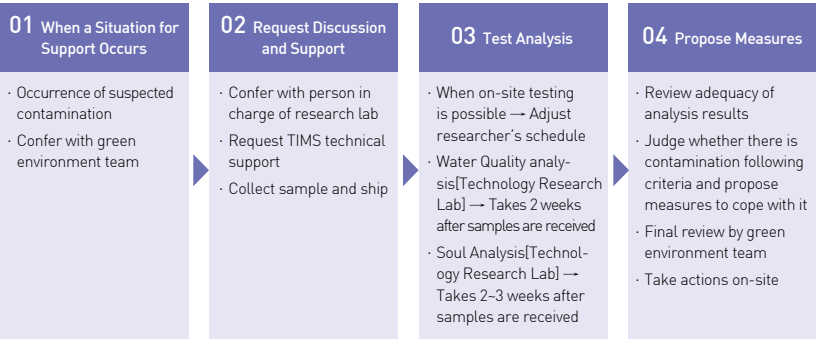 01 When a Situation for
Support Occurs
· Occurrence of suspected
contamination
· Confer with green
environment team
02 Request Discussion
and Support
· Confer with person in
charge of research lab
· Request TIMS technical
support
· Collect sample and ship
03 Test Analysis
· When on-site testing
is possible → Adjust
researcher's schedule
· Water Quality analy-
sis[Technology Research
Lab] → Takes 2 weeks
after samples are received
· Soul Analysis[Technol-
ogy Research Lab] →
Takes 2~3 weeks after
samples are received
04 Propose Measures
· Review adequacy of
analysis results
· Judge whether there is
contamination following
criteria and propose
measures to cope with it
· Final review by green
environment team
· Take actions on-site